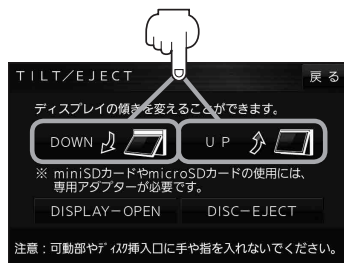 TILT/EJECT
戻る
ディスプレイの傾きを変えることができます。
DOWN
UP
※ miniSDカードやmicroSDカードの使用には、
専用アダプターが必要です。
DISPLAY-OPEN
DISC-EJECT
注意：可動部やディスク挿入口に手や指を入れないでください。